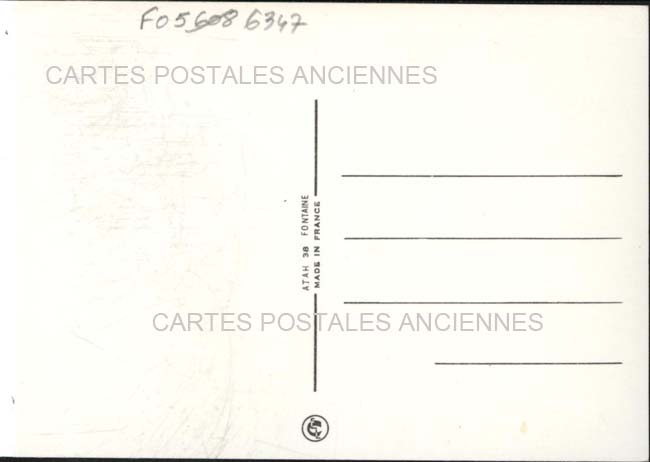 F05608 6347
CARTES POSTALES ANCIENNES
ATAH 38 FONTAINE
MADE IN FRANCE
CARTES POSTALES ANCIENNES